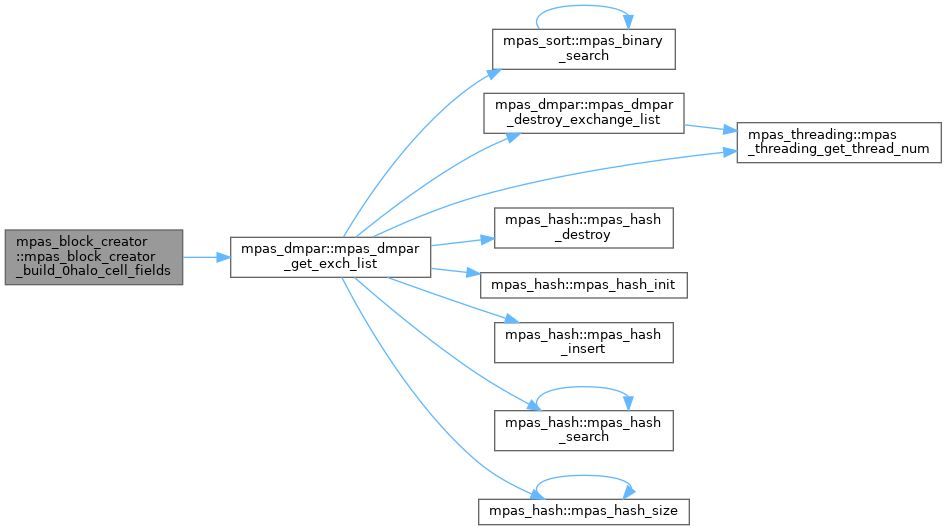 mpas_block_creator
::mpas_block_creator
_build_0halo_cell_fields
mpas_dmpar::mpas_dmpar
_get_exch_list
mpas_sort::mpas_binary
_search
mpas_dmpar::mpas_dmpar
_destroy_exchange_list
mpas_threading::mpas
_threading_get_thread_num
mpas_hash::mpas_hash
_destroy
mpas_hash::mpas_hash_init
mpas_hash::mpas_hash
_insert
mpas_hash::mpas_hash
_search
mpas_hash::mpas_hash_size